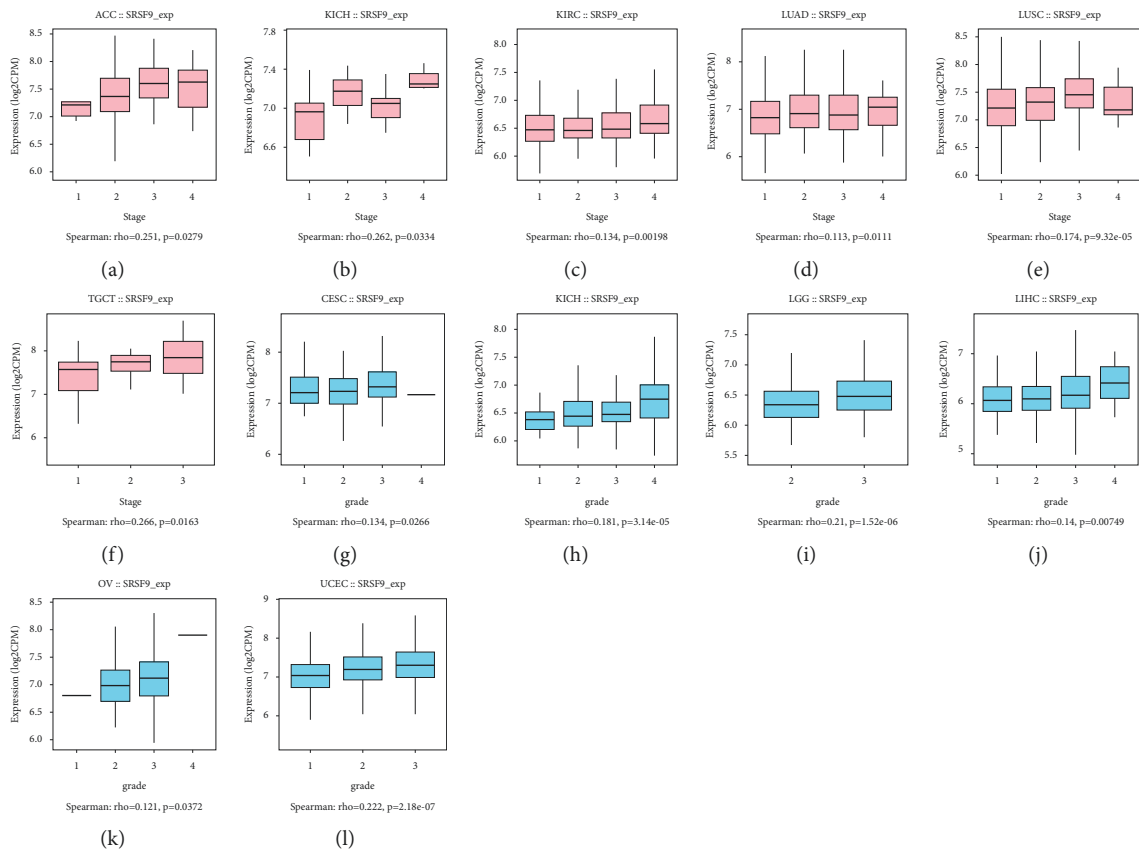 ACC :: SRSF9_exp
Expression (log2CPM)
8.5
8.0
7.5
7.0
6.5
6.0
1 2 3 4
Stage
Spearman: rho=0.251, p=0.0279
(a)
KICH :: SRSF9_exp
Expression (log2CPM)
7.8
7.4
7.0
6.6
1 2 3 4
Stage
Spearman: rho=0.262, p=0.0334
(b)
KIRC :: SRSF9_exp
Expression (log2CPM)
8.0
7.5
7.0
6.5
6.0
1 2 3 4
Stage
Spearman: rho=0.134, p=0.00198
(c)
LUAD :: SRSF9_exp
Expression (log2CPM)
8
7
6
1 2 3 4
Stage
Spearman: rho=0.113, p=0.0111
(d)
LUSC :: SRSF9_exp
Expression (log2CPM)
8.5
8.0
7.5
7.0
6.5
6.0
1 2 3 4
Stage
Spearman: rho=0.174, p=9.32e-05
(e)
TGCT :: SRSF9_exp
Expression (log2CPM)
8
7
6
1 2 3
Stage
Spearman: rho=0.266, p=0.0163
(f)
CESC :: SRSF9_exp
Expression (log2CPM)
8
7
6
1 2 3 4
grade
Spearman: rho=0.134, p=0.0266
(g)
KICH :: SRSF9_exp
Expression (log2CPM)
8.0
7.5
7.0
6.5
6.0
1 2 3 4
grade
Spearman: rho=0.181, p=3.14e-05
(h)
LGG :: SRSF9_exp
Expression (log2CPM)
7.5
7.0
6.5
6.0
5.5
2 3
grade
Spearman: rho=0.21, p=1.52e-06
(i)
LIHC :: SRSF9_exp
Expression (log2CPM)
7
6
5
1 2 3 4
grade
Spearman: rho=0.14, p=0.00749
(j)
OV :: SRSF9_exp
Expression (log2CPM)
8.5
8.0
7.5
7.0
6.5
6.0
1 2 3 4
grade
Spearman: rho=0.121, p=0.0372
(k)
UCEC :: SRSF9_exp
Expression (log2CPM)
9
8
7
6
1 2 3
grade
Spearman: rho=0.222, p=2.18e-07
(l)